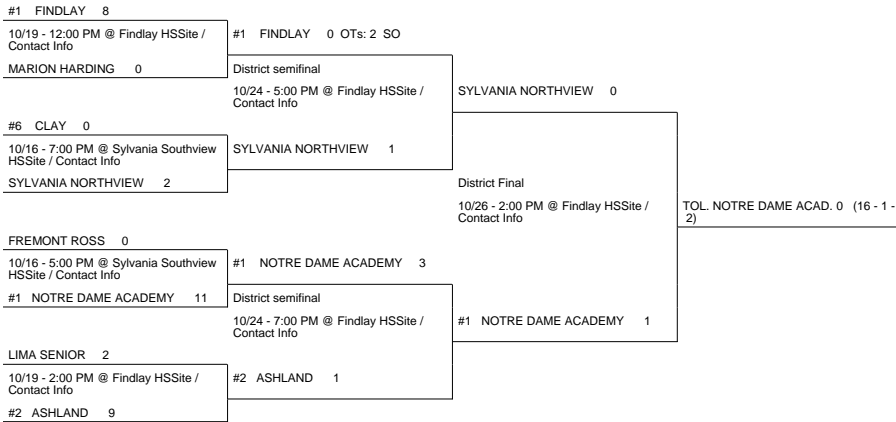 #1 FINDLAY 8
10/19 - 12:00 PM @ Findlay HSSite /
Contact Info
MARION HARDING 0
#6 CLAY 0
10/16 - 7:00 PM @ Sylvania Southview
HSSite / Contact Info
SYLVANIA NORTHVIEW 2
FREMONT ROSS 0
10/16 - 5:00 PM @ Sylvania Southview
HSSite / Contact Info
#1 NOTRE DAME ACADEMY 11
LIMA SENIOR 2
10/19 - 2:00 PM @ Findlay HSSite /
Contact Info
#2 ASHLAND 9
#1 FINDLAY 0 OTs: 2 SO
District semifinal
10/24 - 5:00 PM @ Findlay HSSite /
Contact Info
SYLVANIA NORTHVIEW 1
#1 NOTRE DAME ACADEMY 3
District semifinal
10/24 - 7:00 PM @ Findlay HSSite /
Contact Info
#2 ASHLAND 1
SYLVANIA NORTHVIEW 0
District Final
10/26 - 2:00 PM @ Findlay HSSite /
Contact Info
#1 NOTRE DAME ACADEMY 1
TOL. NOTRE DAME ACAD. 0 (16 - 1 -
2)